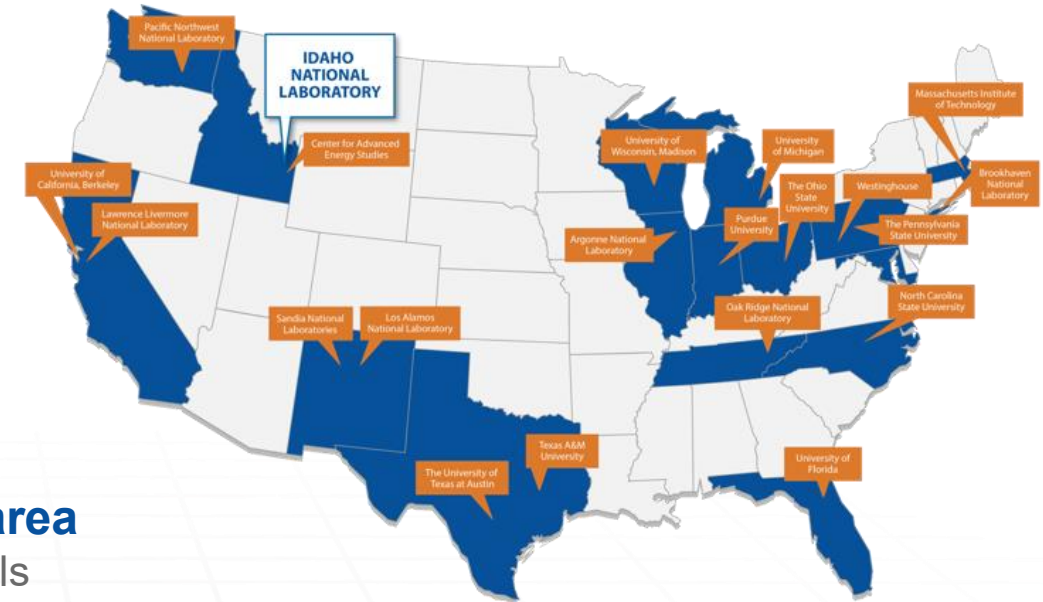 Pacific Northwest
National Laboratory
IDAHO
NATIONAL
LABORATORY
Center for Advanced
Energy Studies
University of
California, Berkeley
Lawrence Livermore
National Laboratory
Sandia National
Laboratories
Los Alamos
National Laboratory
The University of
Texas at Austin
Texas A&M
University
University of
Wisconsin, Madison
University
of Michigan
Argonne National
Laboratory
Purdue
University
The Ohio
State
University
Westinghouse
The Pennsylvania
State University
Massachusetts Institute
of Technology
Brookhaven
National
Laboratory
Oak Ridge National
Laboratory
North Carolina
State University
University of
Florida
area
ls